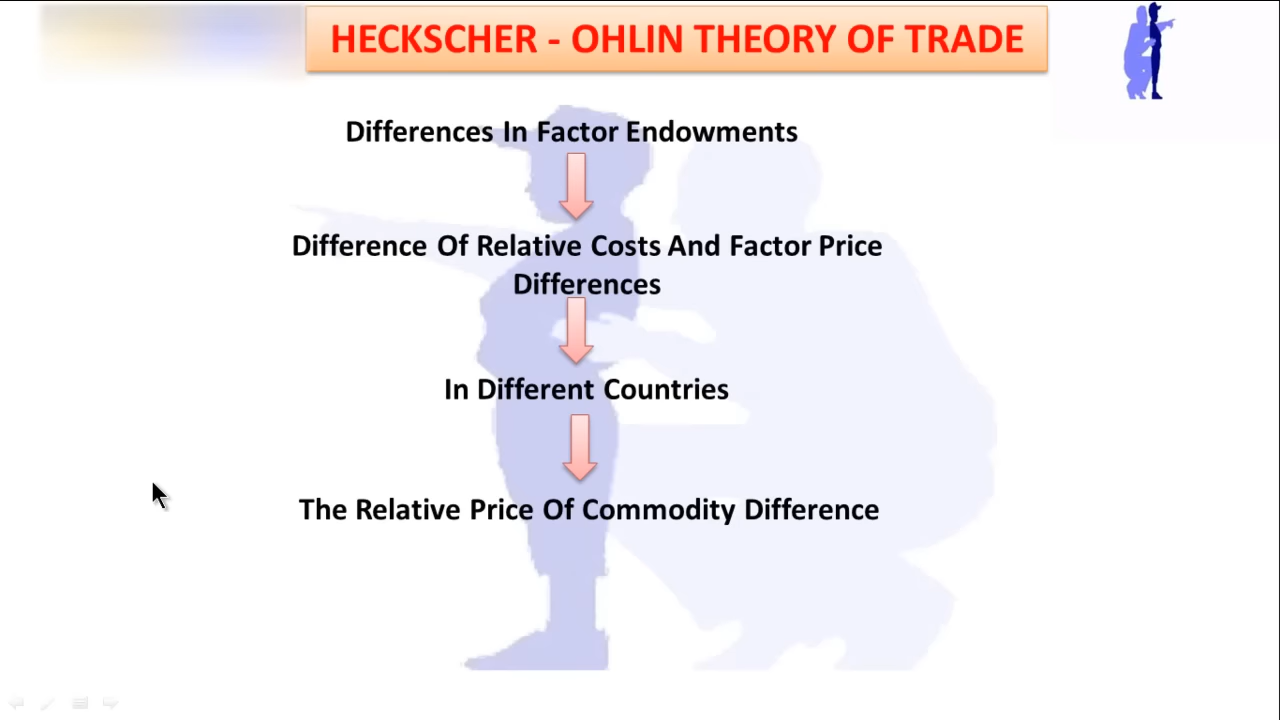 HECKSCHER - OHLIN THEORY OF TRADE
Differences In Factor Endowments
Difference Of Relative Costs And Factor Price
Differences
In Different Countries
The Relative Price Of Commodity Difference